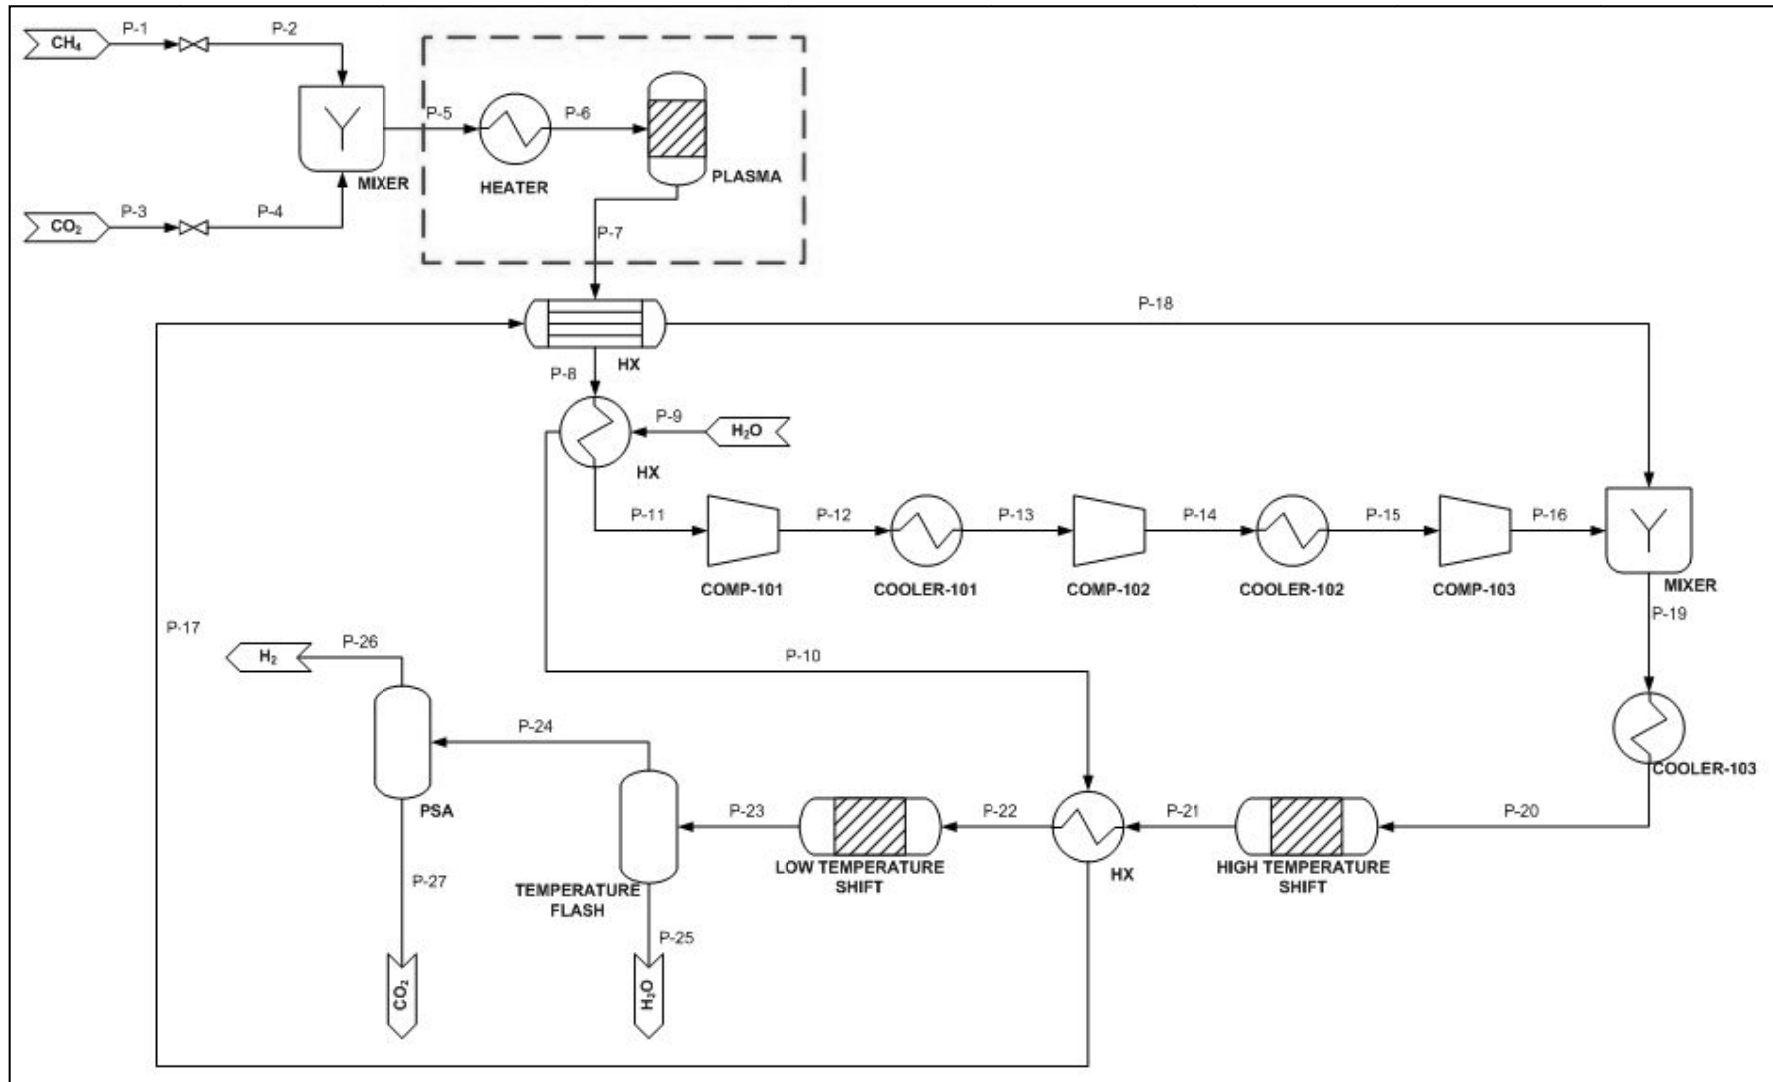 P-1
P-2
CH₄
P-5
P-6
MIXER
HEATER
PLASMA
P-3
P-4
CO₂
P-7
P-18
HX
P-8
P-9
H₂O
HX
P-11
P-12
P-13
P-14
P-15
P-16
COMP-101
COOLER-101
COMP-102
COOLER-102
COMP-103
MIXER
P-19
P-17
P-26
H₂
P-10
P-24
COOLER-103
PSA
P-23
P-22
P-21
P-20
LOW TEMPERATURE
SHIFT
HX
HIGH TEMPERATURE
SHIFT
P-27
TEMPERATURE
FLASH
P-25
CO₂
H₂O